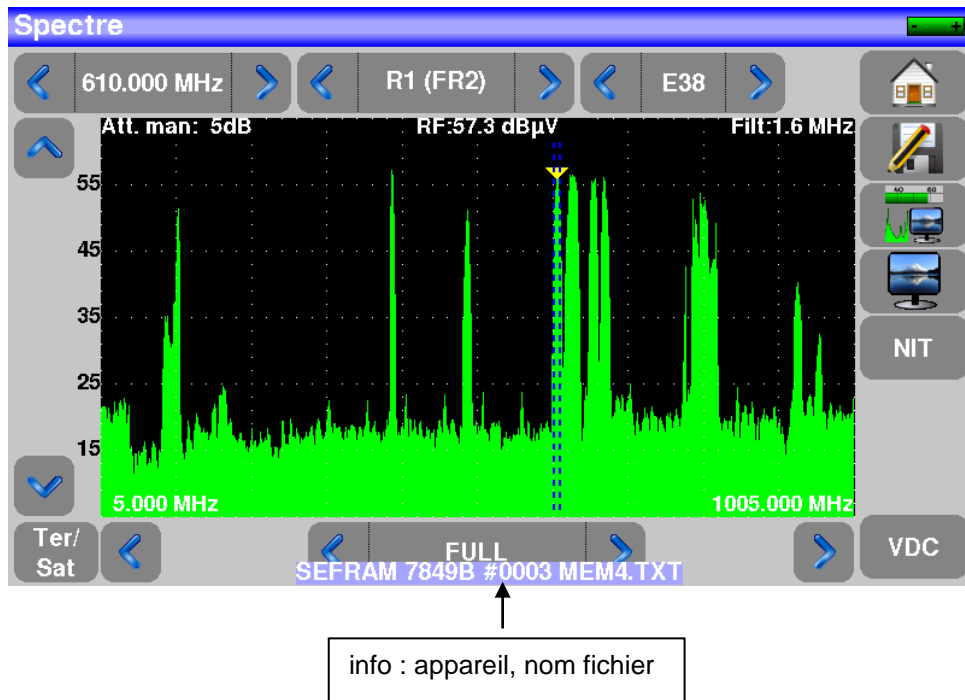 Spectre
- +
610.000 MHz R1 (FR2) E38
Att. man: 5dB RF:57.3 dBµV Filt:1.6 MHz
55
40 60
45
35
NIT
25
15
5.000 MHz 1005.000 MHz
Ter/
Sat
FULL
VDC
SEFRAM 7849B #0003 MEM4.TXT
info : appareil, nom fichier